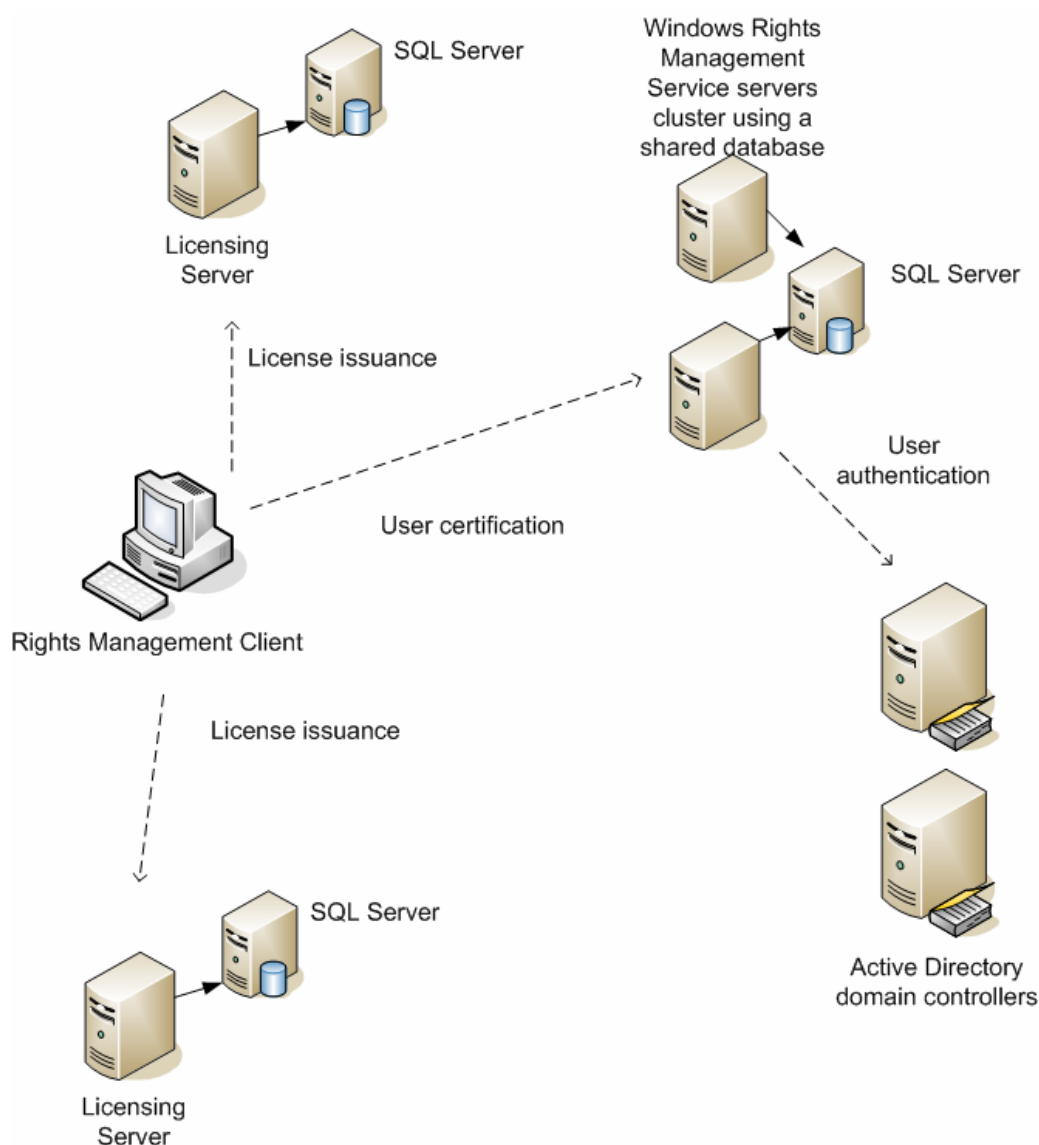 SQL Server
Licensing
Server
Windows Rights
Management
Service servers
cluster using a
shared database
SQL Server
License issuance
User certification
User
authentication
Rights Management Client
License issuance
SQL Server
Licensing
Server
Active Directory
domain controllers